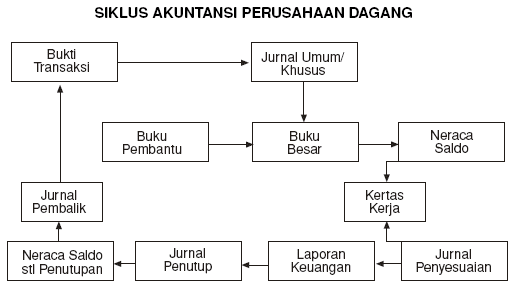 SIKLUS AKUNTANSI PERUSAHAAN DAGANG
Bukti
Transaksi
Jurnal Umum/
Khusus
Buku
Pembantu
Buku
Besar
Neraca
Saldo
Jurnal
Pembalik
Kertas
Kerja
Neraca Saldo
stl Penutupan
Jurnal
Penutup
Laporan
Keuangan
Jurnal
Penyesuaian